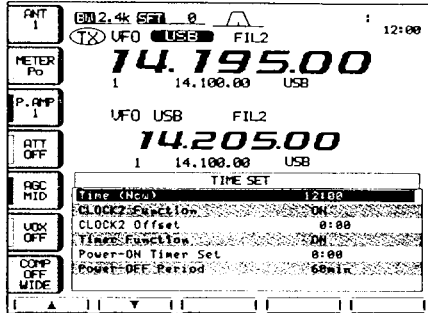 ANT 1
BW 2.4k SFT 0
:
12:00
TX VFO USB FIL2
METER Po
14.195.00
1 14.100.00 USB
P.AMP 1
VFO USB FIL2
14.205.00
ATT OFF
1 14.100.00 USB
TIME SET
AGC MID
Time (Now) 12:00
CLOCK2 Function ON
CLOCK2 Offset 0:00
VOX OFF
Timer Function ON
Power-ON Timer Set 0:00
Power-OFF Period 60min
COMP OFF WIDE
▲ ▼